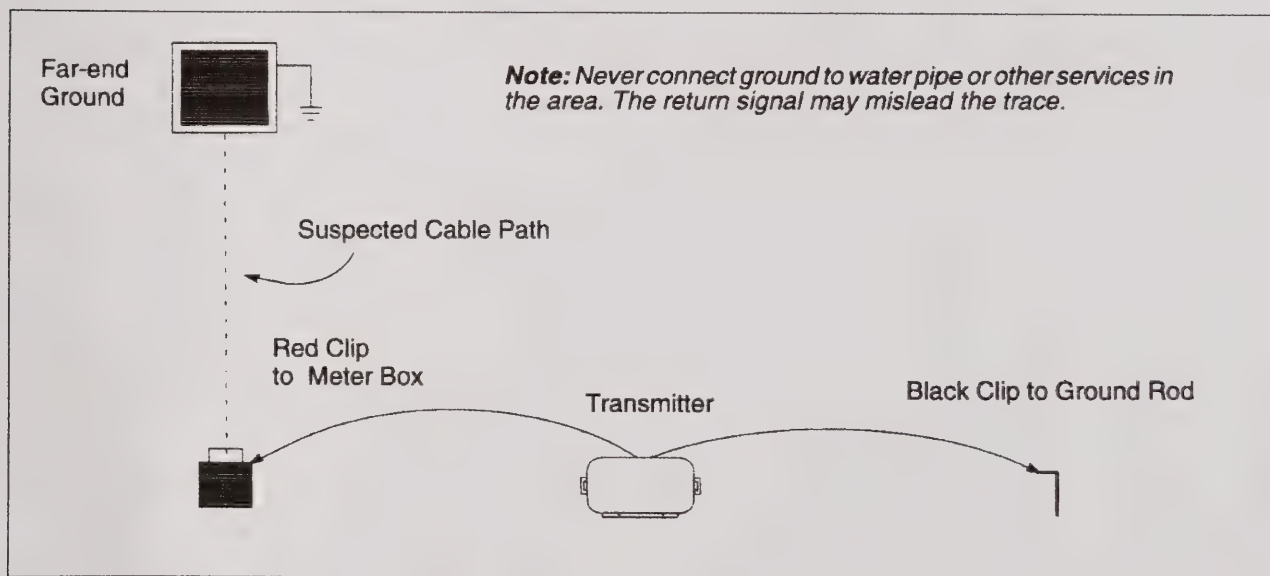 Far-end
Ground
Note: Never connect ground to water pipe or other services in
the area. The return signal may mislead the trace.
Suspected Cable Path
Red Clip
to Meter Box
Transmitter
Black Clip to Ground Rod